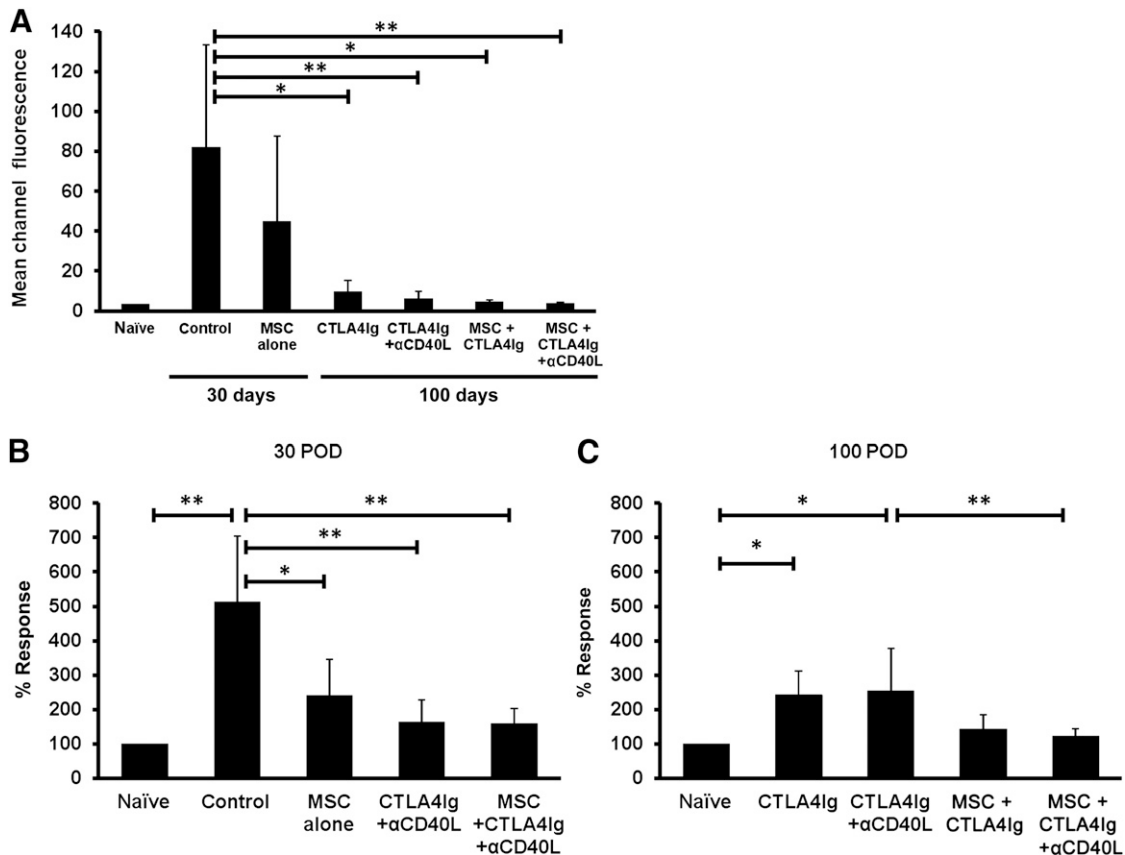 A
Mean channel fluorescence
140
120
100
80
60
40
20
0
**
*
**
*
Naïve
Control
MSC
alone
CTLA4Ig
CTLA4Ig
+αCD40L
MSC +
CTLA4Ig
MSC +
CTLA4Ig
+αCD40L
30 days
100 days
B
30 POD
% Response
800
700
600
500
400
300
200
100
0
**
**
**
*
Naïve
Control
MSC
alone
CTLA4Ig
+αCD40L
MSC
+CTLA4Ig
+αCD40L
C
100 POD
% Response
800
700
600
500
400
300
200
100
0
*
**
*
Naïve
CTLA4Ig
CTLA4Ig
+αCD40L
MSC +
CTLA4Ig
MSC +
CTLA4Ig
+αCD40L